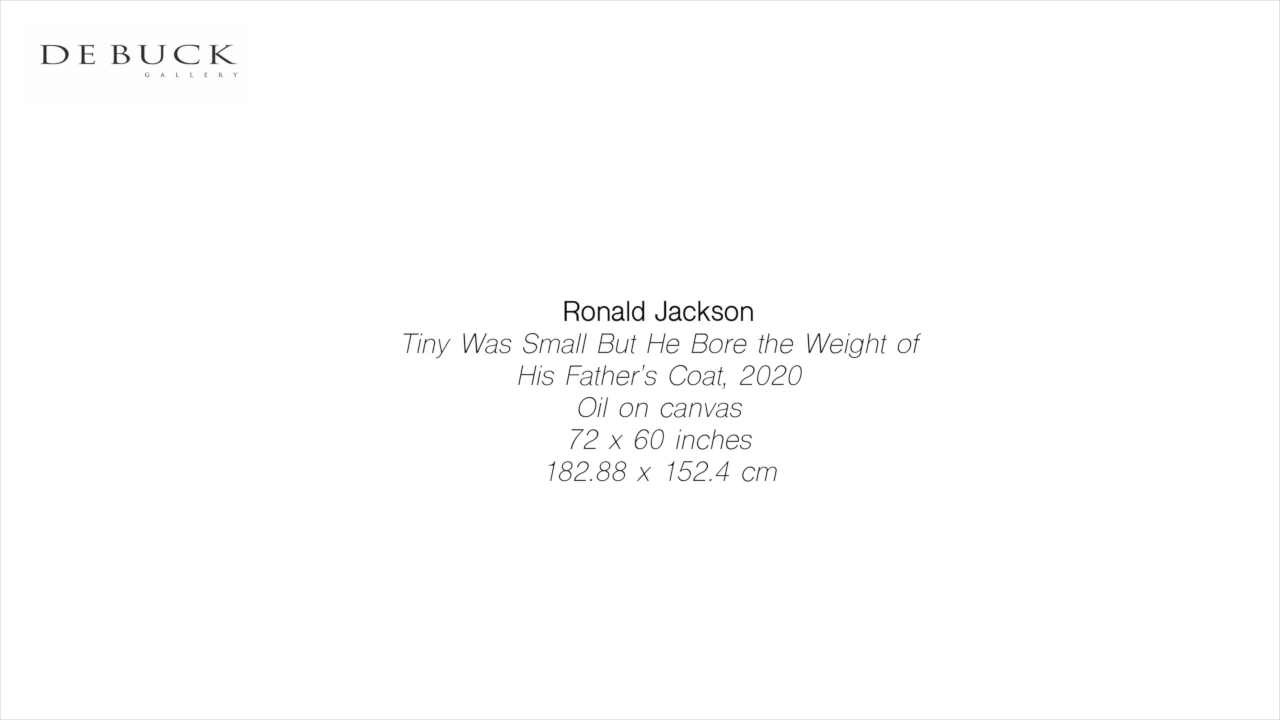 DE BUCK
GALLERY
Ronald Jackson
Tiny Was Small But He Bore the Weight of
His Father's Coat, 2020
Oil on canvas
72 x 60 inches
182.88 x 152.4 cm